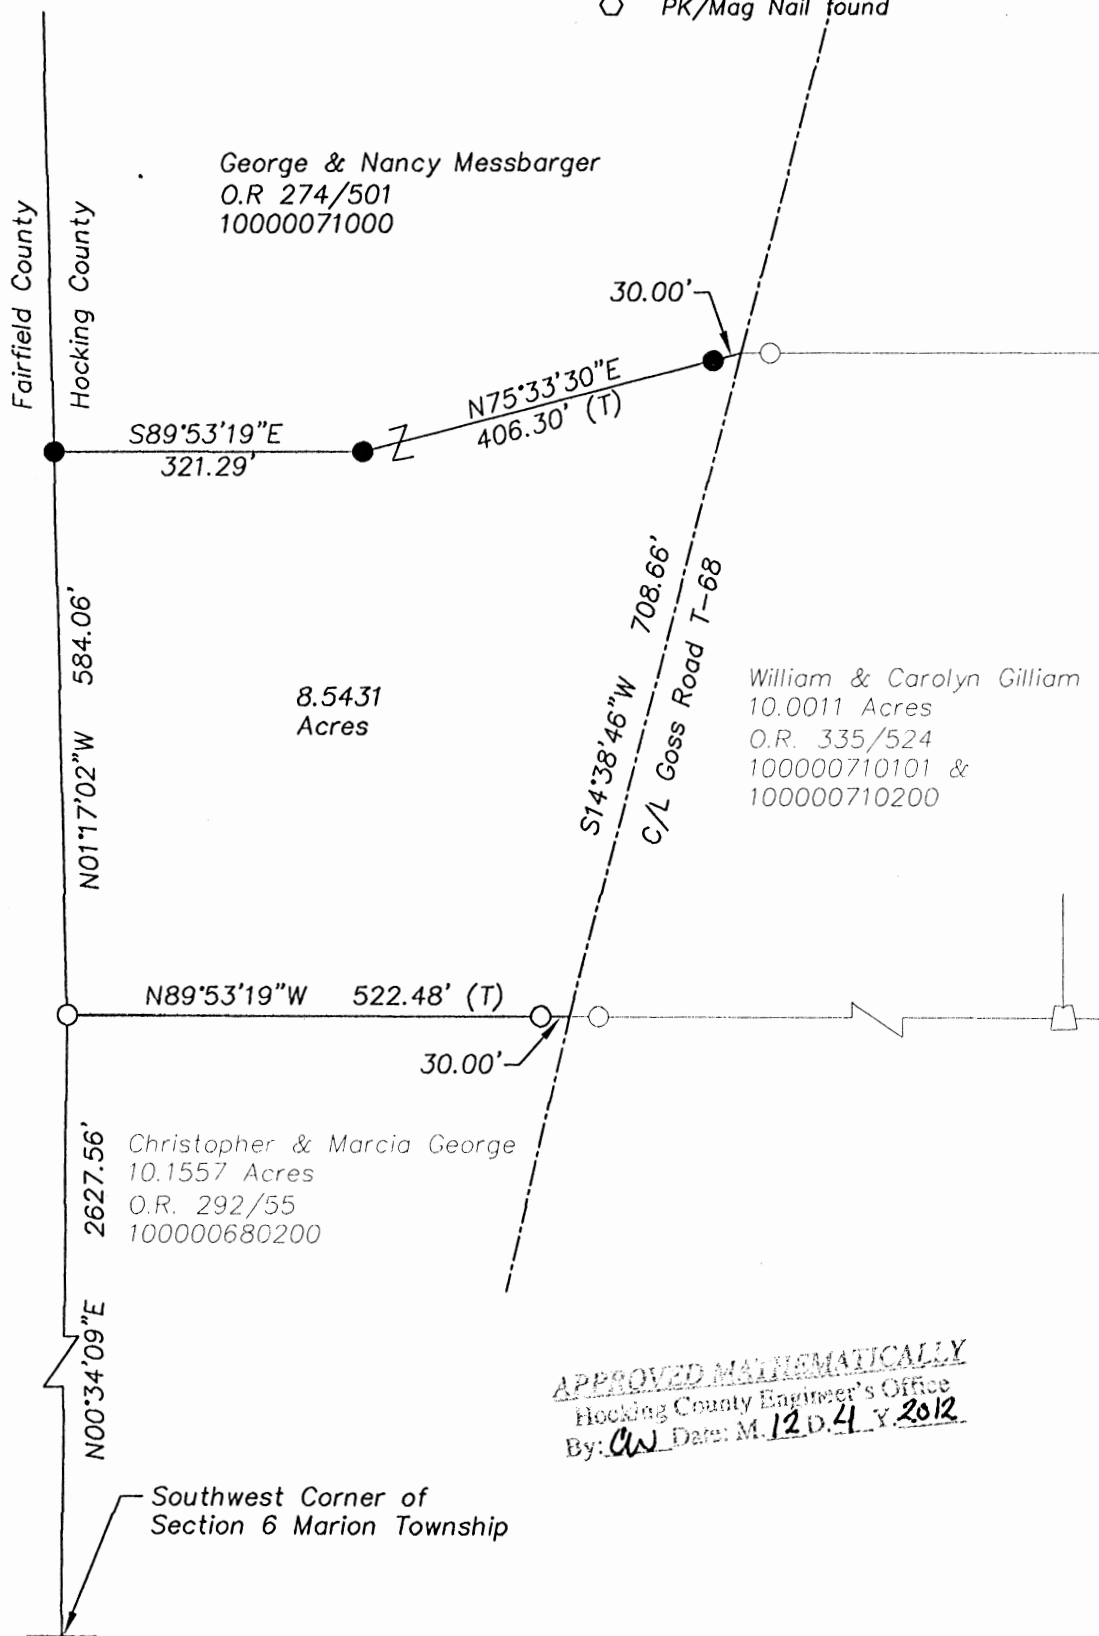 PK/Mag Nail found
George & Nancy Messbarger
O.R 274/501
10000071000
Fairfield County
Hocking County
30.00'
N75°33'30"E
406.30' (T)
S89°53'19"E
321.29'
N01°17'02"W 584.06'
8.5431
Acres
S14°38'46"W 708.66'
C/L Goss Road T-68
William & Carolyn Gilliam
10.0011 Acres
O.R. 335/524
100000710101 &
100000710200
N89°53'19"W 522.48' (T)
30.00'
N00°34'09"E 2627.56'
Christopher & Marcia George
10.1557 Acres
O.R. 292/55
100000680200
APPROVED MATHEMATICALLY
Hocking County Engineer's Office
By: CW Date: M. 12 D. 4 Y. 2012
Southwest Corner of
Section 6 Marion Township